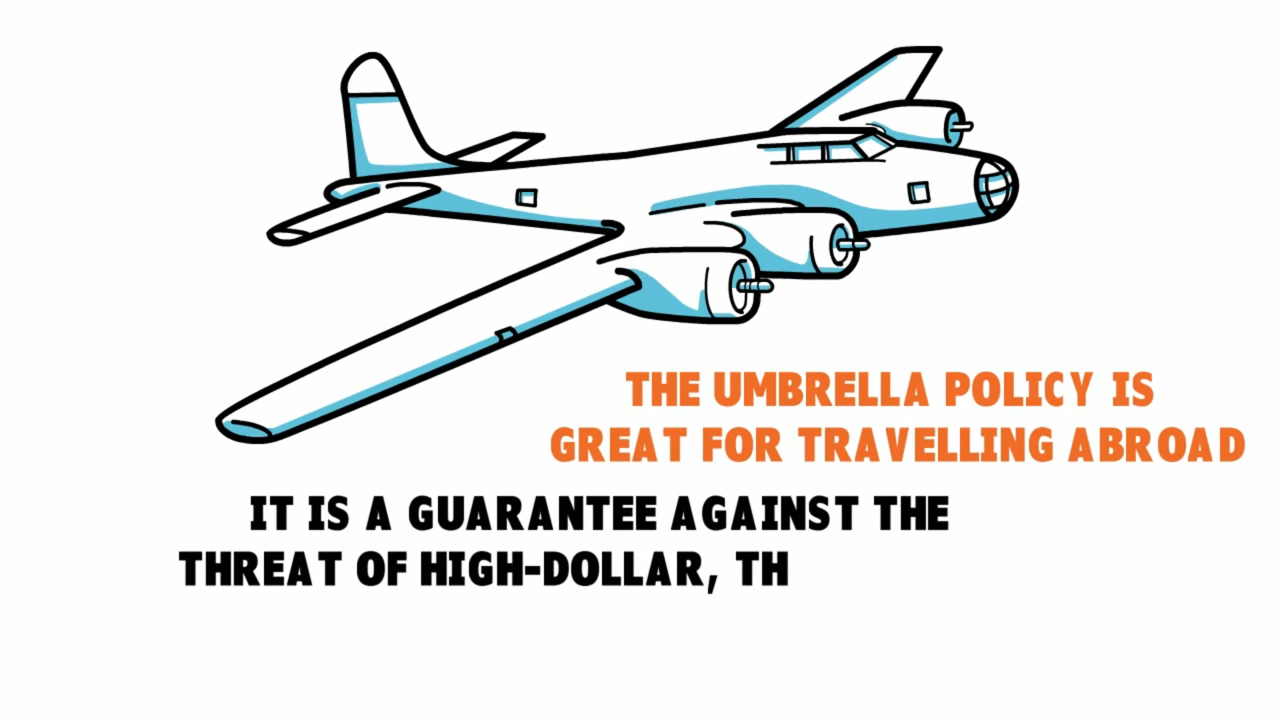 THE UMBRELLA POLICY IS
GREAT FOR TRAVELLING ABROAD
IT IS A GUARANTEE AGAINST THE
THREAT OF HIGH-DOLLAR, TH